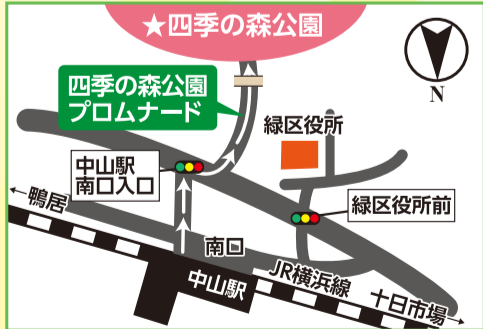 ★四季の森公園
四季の森公園
プロムナード
N
緑区役所
中山駅
南口入口
緑区役所前
←鴨居
南口
中山駅
JR横浜線
十日市場→